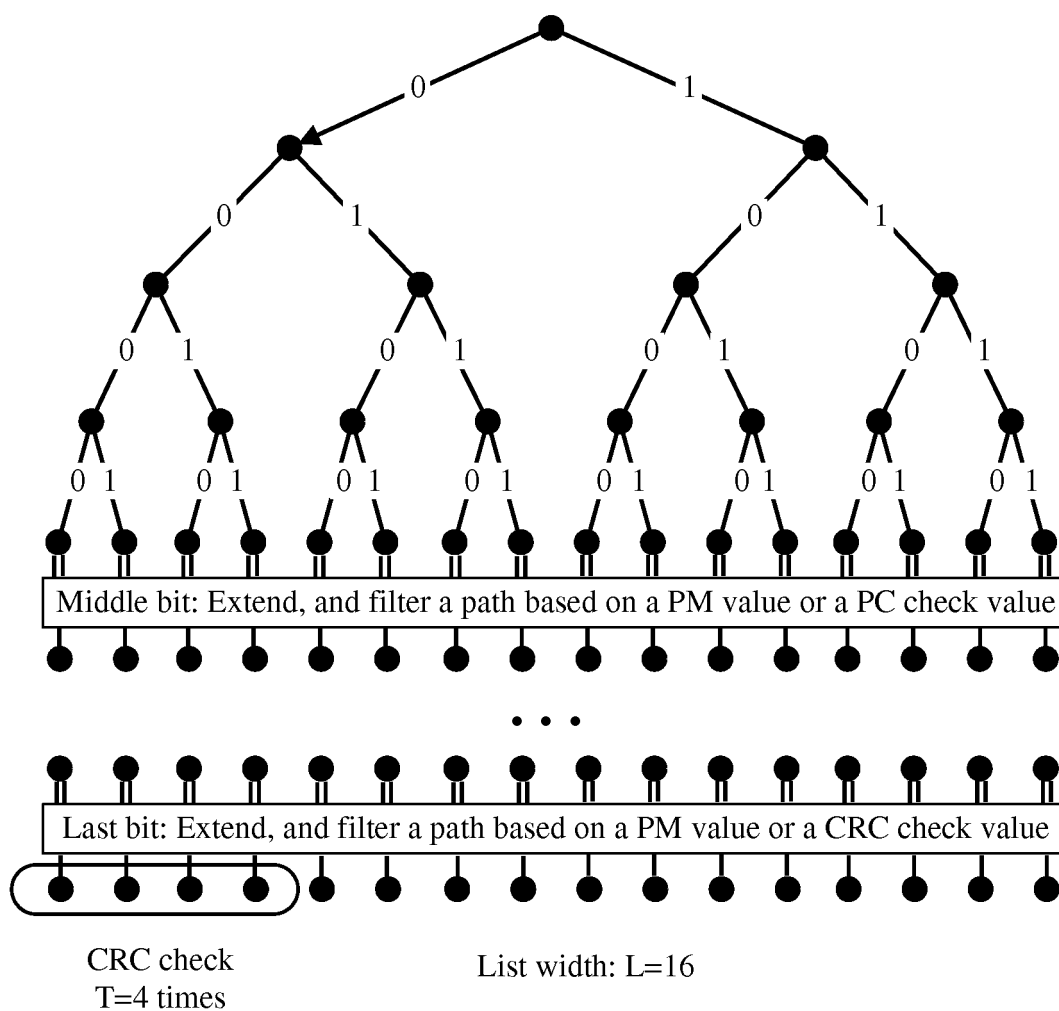 0 1
0 1 0 1
0 1 0 1 0 1 0 1
0 1 0 1 0 1 0 1 0 1 0 1 0 1 0 1
Middle bit: Extend, and filter a path based on a PM value or a PC check value
. . .
Last bit: Extend, and filter a path based on a PM value or a CRC check value
CRC check
T=4 times
List width: L=16